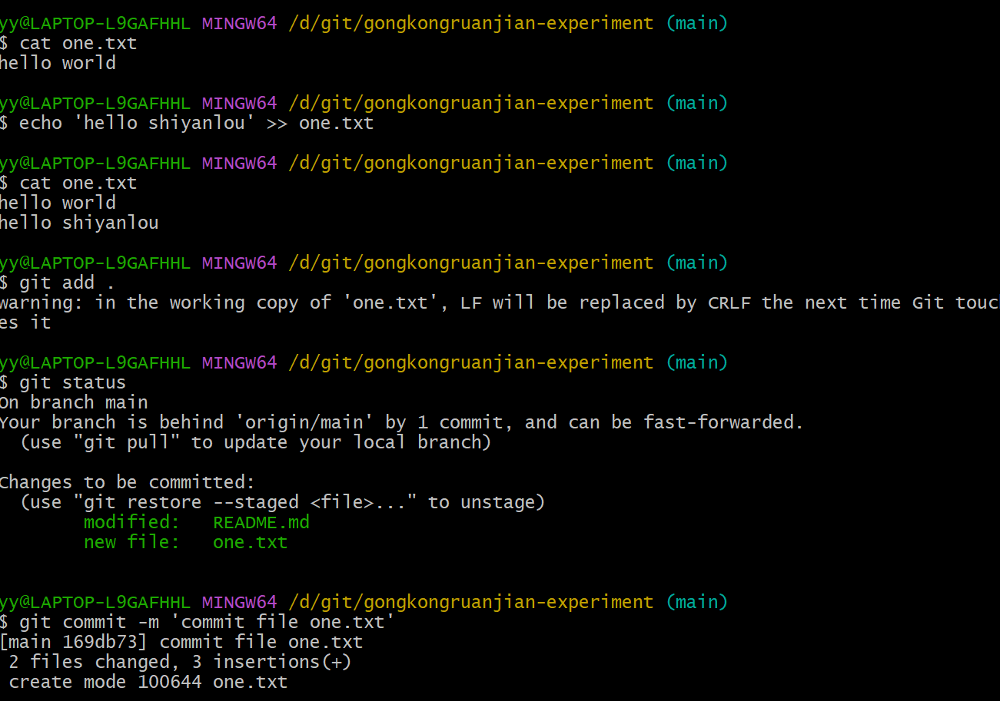 yy@LAPTOP-L9GAFHHL MINGW64 /d/git/gongkongruanjian-experiment (main)
$ cat one.txt
hello world
yy@LAPTOP-L9GAFHHL MINGW64 /d/git/gongkongruanjian-experiment (main)
$ echo 'hello shiyanlou' >> one.txt
yy@LAPTOP-L9GAFHHL MINGW64 /d/git/gongkongruanjian-experiment (main)
$ cat one.txt
hello world
hello shiyanlou
yy@LAPTOP-L9GAFHHL MINGW64 /d/git/gongkongruanjian-experiment (main)
$ git add .
warning: in the working copy of 'one.txt', LF will be replaced by CRLF the next time Git touc
es it
yy@LAPTOP-L9GAFHHL MINGW64 /d/git/gongkongruanjian-experiment (main)
$ git status
On branch main
Your branch is behind 'origin/main' by 1 commit, and can be fast-forwarded.
  (use "git pull" to update your local branch)
Changes to be committed:
  (use "git restore --staged <file>..." to unstage)
        modified:   README.md
        new file:   one.txt
yy@LAPTOP-L9GAFHHL MINGW64 /d/git/gongkongruanjian-experiment (main)
$ git commit -m 'commit file one.txt'
[main 169db73] commit file one.txt
 2 files changed, 3 insertions(+)
 create mode 100644 one.txt